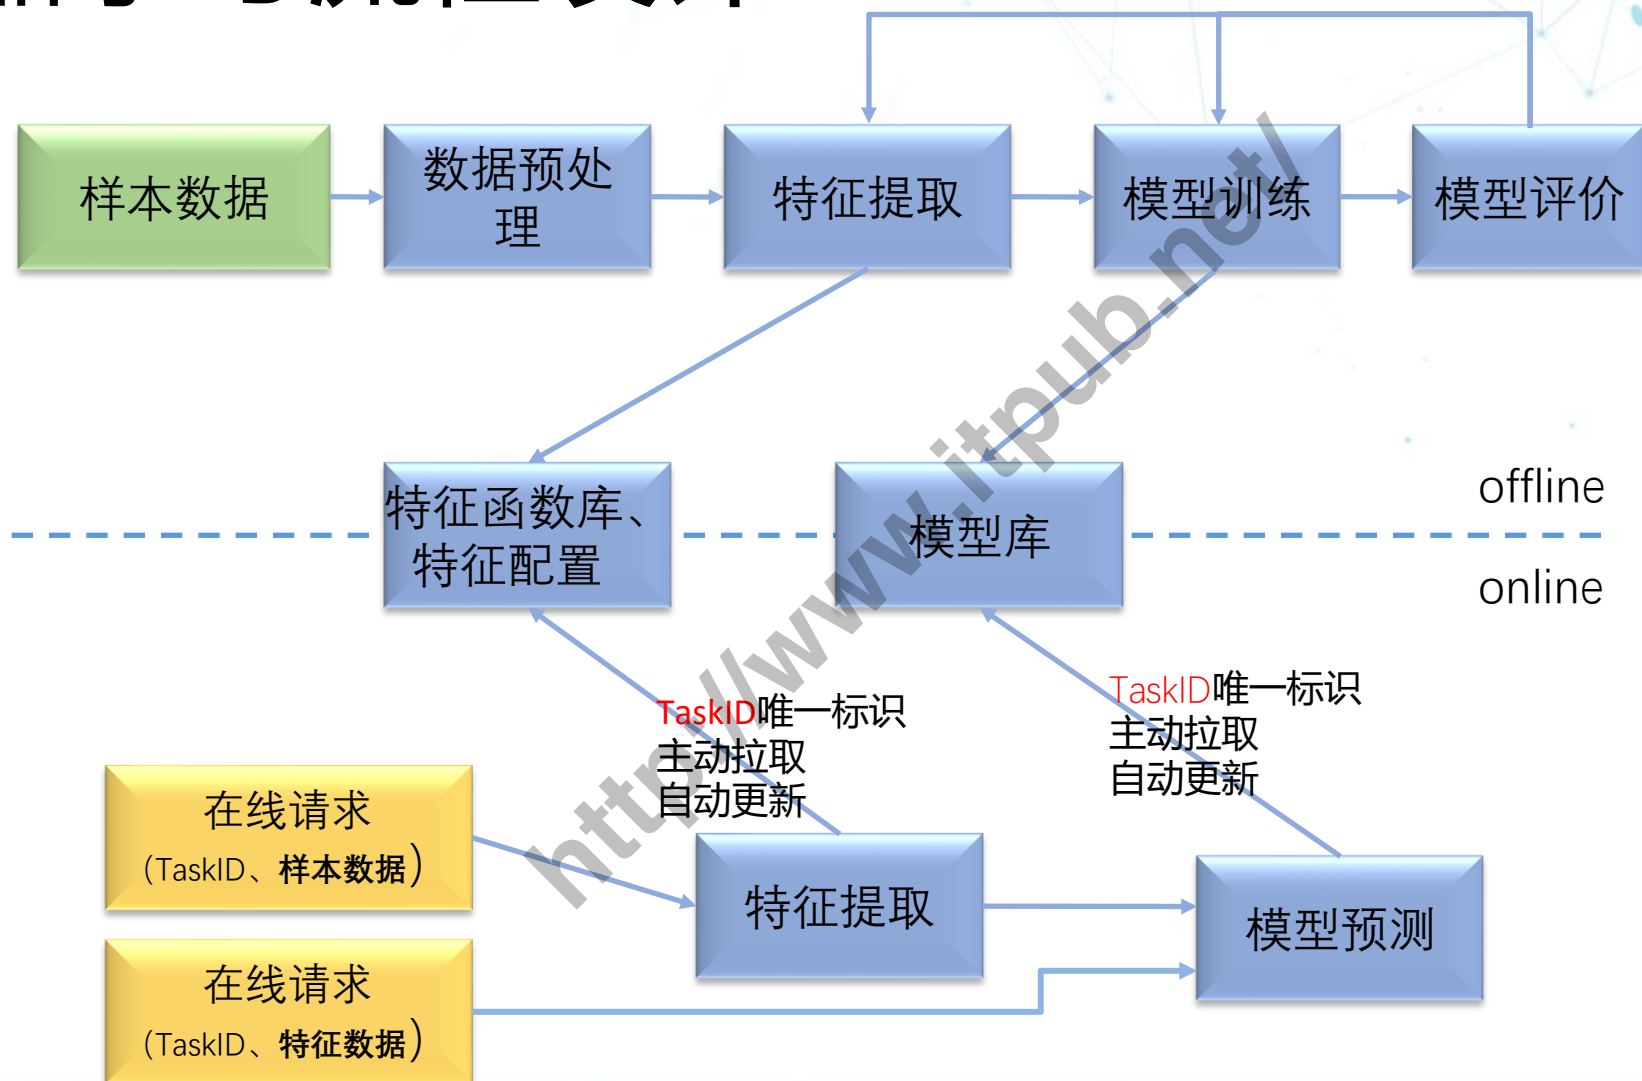 样本数据
数据预处
理
特征提取
模型训练
模型评价
特征函数库、
特征配置
模型库
offline
online
TaskID唯一标识
主动拉取
自动更新
TaskID唯一标识
主动拉取
自动更新
在线请求
(TaskID、样本数据)
特征提取
模型预测
在线请求
(TaskID、特征数据)
http://www.itpub.net/